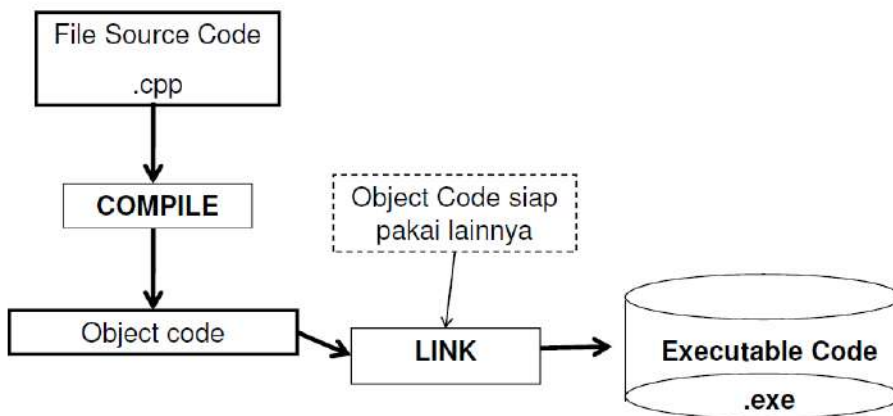 File Source Code
.cpp
COMPILE
Object Code siap
pakai lainnya
Object code
LINK
Executable Code
.exe